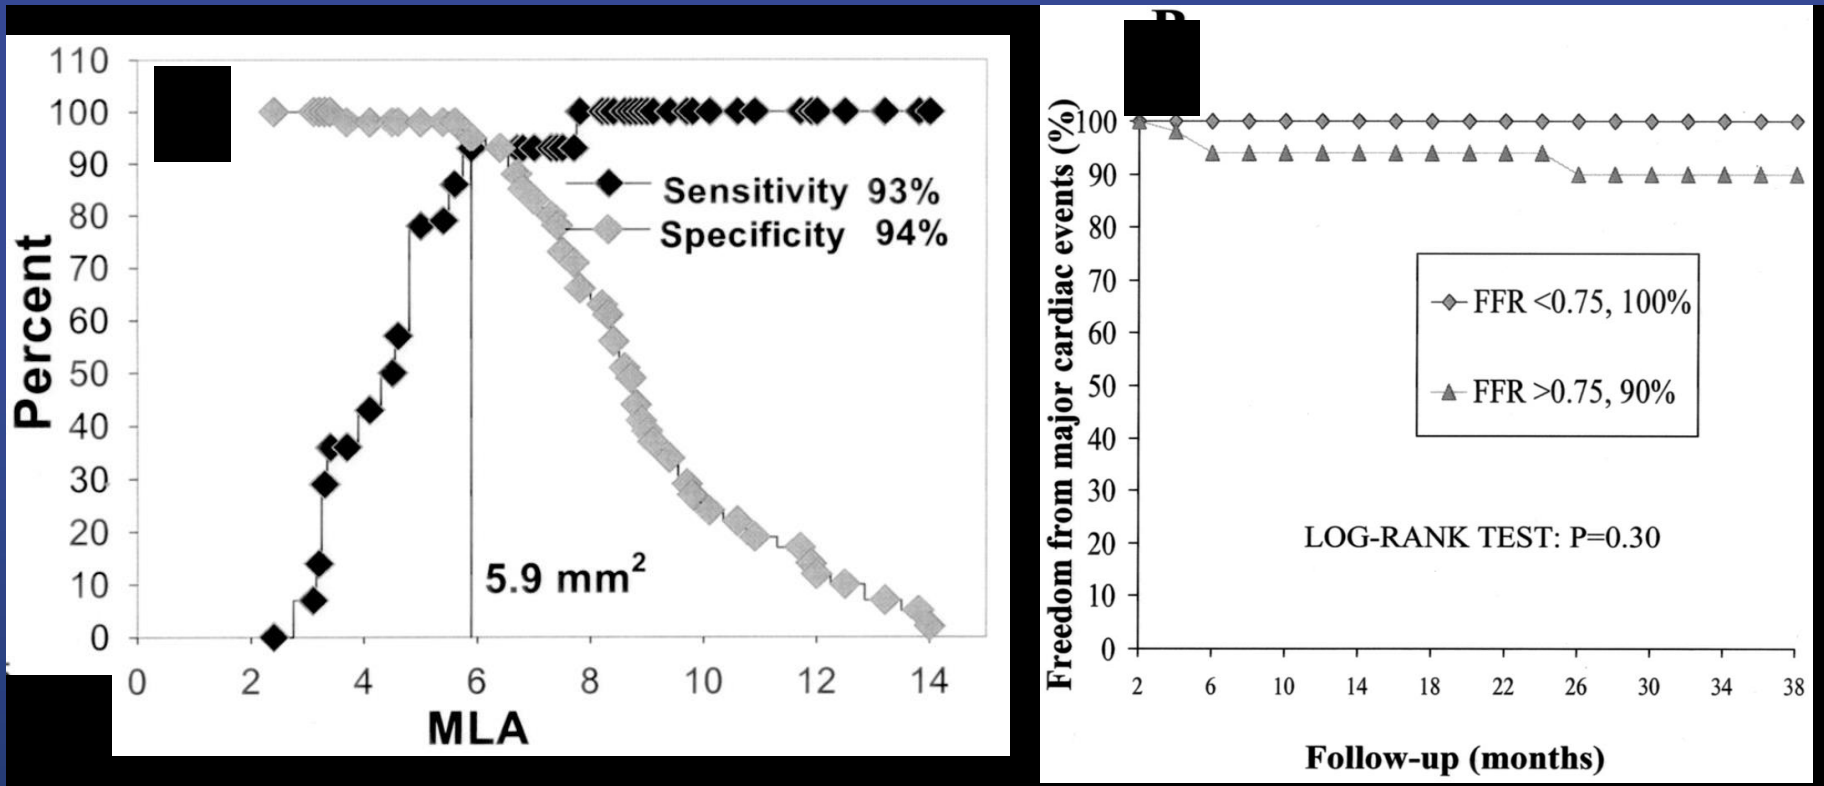 110
100
90
80
70
60
50
40
30
20
10
0
Percent
Sensitivity 93%
Specificity 94%
5.9 mm²
0 2 4 6 8 10 12 14
MLA
Freedom from major cardiac events (%)
100
90
80
70
60
50
40
30
20
10
0
FFR <0.75, 100%
FFR >0.75, 90%
LOG-RANK TEST: P=0.30
2 6 10 14 18 22 26 30 34 38
Follow-up (months)